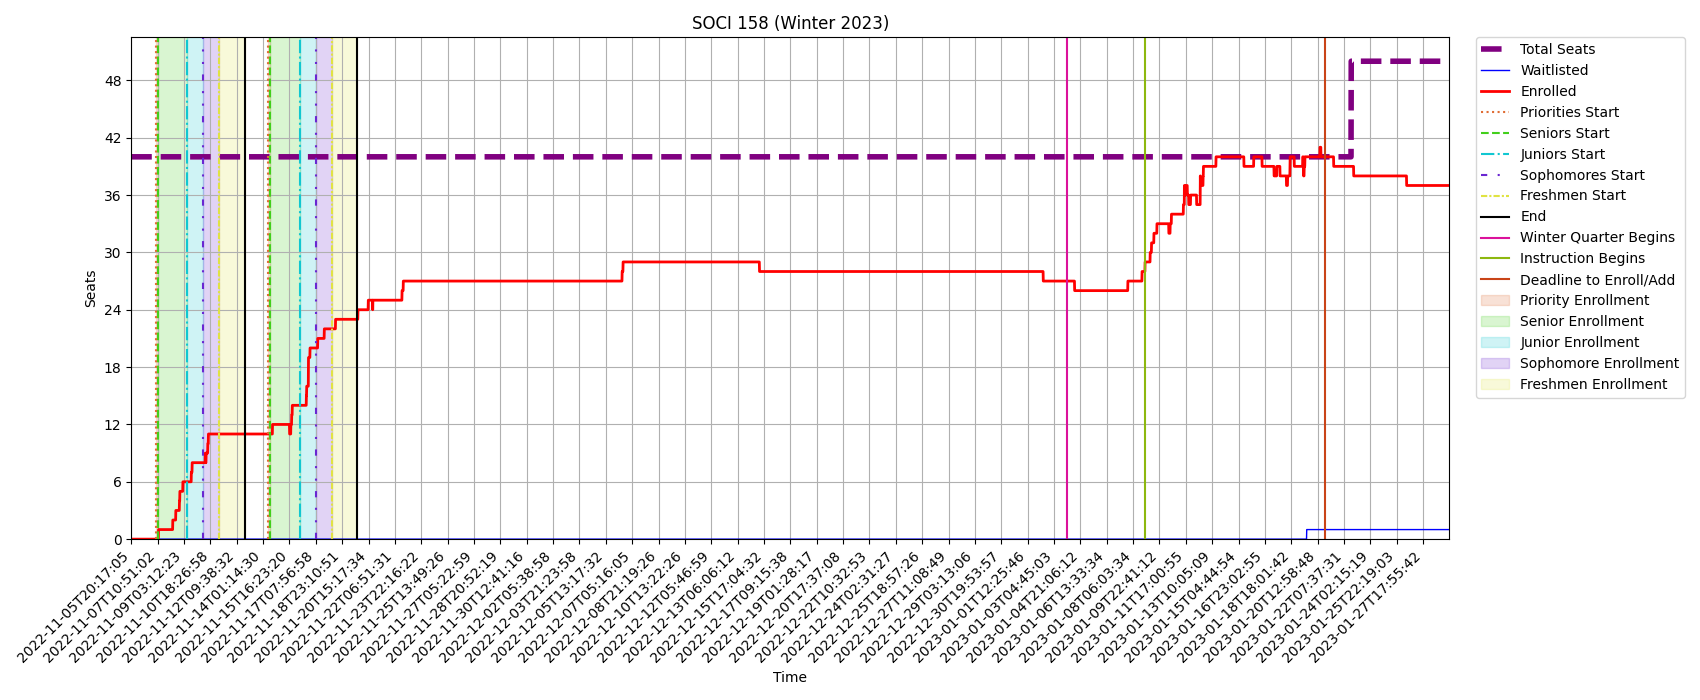 SOCI 158 (Winter 2023)
Seats
48
42
36
30
24
18
12
6
0
2022-11-05T20:17:05
2022-11-07T10:51:02
2022-11-09T03:12:23
2022-11-10T18:26:58
2022-11-12T09:38:32
2022-11-14T01:14:30
2022-11-15T16:23:20
2022-11-17T07:56:58
2022-11-18T23:10:51
2022-11-20T15:17:34
2022-11-22T06:51:31
2022-11-23T22:16:22
2022-11-25T13:49:26
2022-11-27T05:22:59
2022-11-28T20:52:19
2022-11-30T12:41:16
2022-12-02T05:38:58
2022-12-03T21:23:58
2022-12-05T13:17:32
2022-12-07T05:16:05
2022-12-08T21:19:26
2022-12-10T13:22:26
2022-12-12T05:46:59
2022-12-13T06:06:12
2022-12-15T17:04:32
2022-12-17T09:15:38
2022-12-19T01:28:17
2022-12-20T17:37:08
2022-12-22T10:32:53
2022-12-24T02:31:27
2022-12-25T18:57:26
2022-12-27T11:08:49
2022-12-29T03:13:06
2022-12-30T19:53:57
2023-01-01T12:25:46
2023-01-03T04:45:03
2023-01-04T21:06:12
2023-01-06T13:33:34
2023-01-08T06:03:34
2023-01-09T22:41:12
2023-01-11T17:00:55
2023-01-13T10:05:09
2023-01-15T04:44:54
2023-01-16T23:02:55
2023-01-18T18:01:42
2023-01-20T12:58:48
2023-01-22T07:37:31
2023-01-24T02:15:19
2023-01-25T22:19:03
2023-01-27T17:55:42
Time
Total Seats
Waitlisted
Enrolled
Priorities Start
Seniors Start
Juniors Start
Sophomores Start
Freshmen Start
End
Winter Quarter Begins
Instruction Begins
Deadline to Enroll/Add
Priority Enrollment
Senior Enrollment
Junior Enrollment
Sophomore Enrollment
Freshmen Enrollment